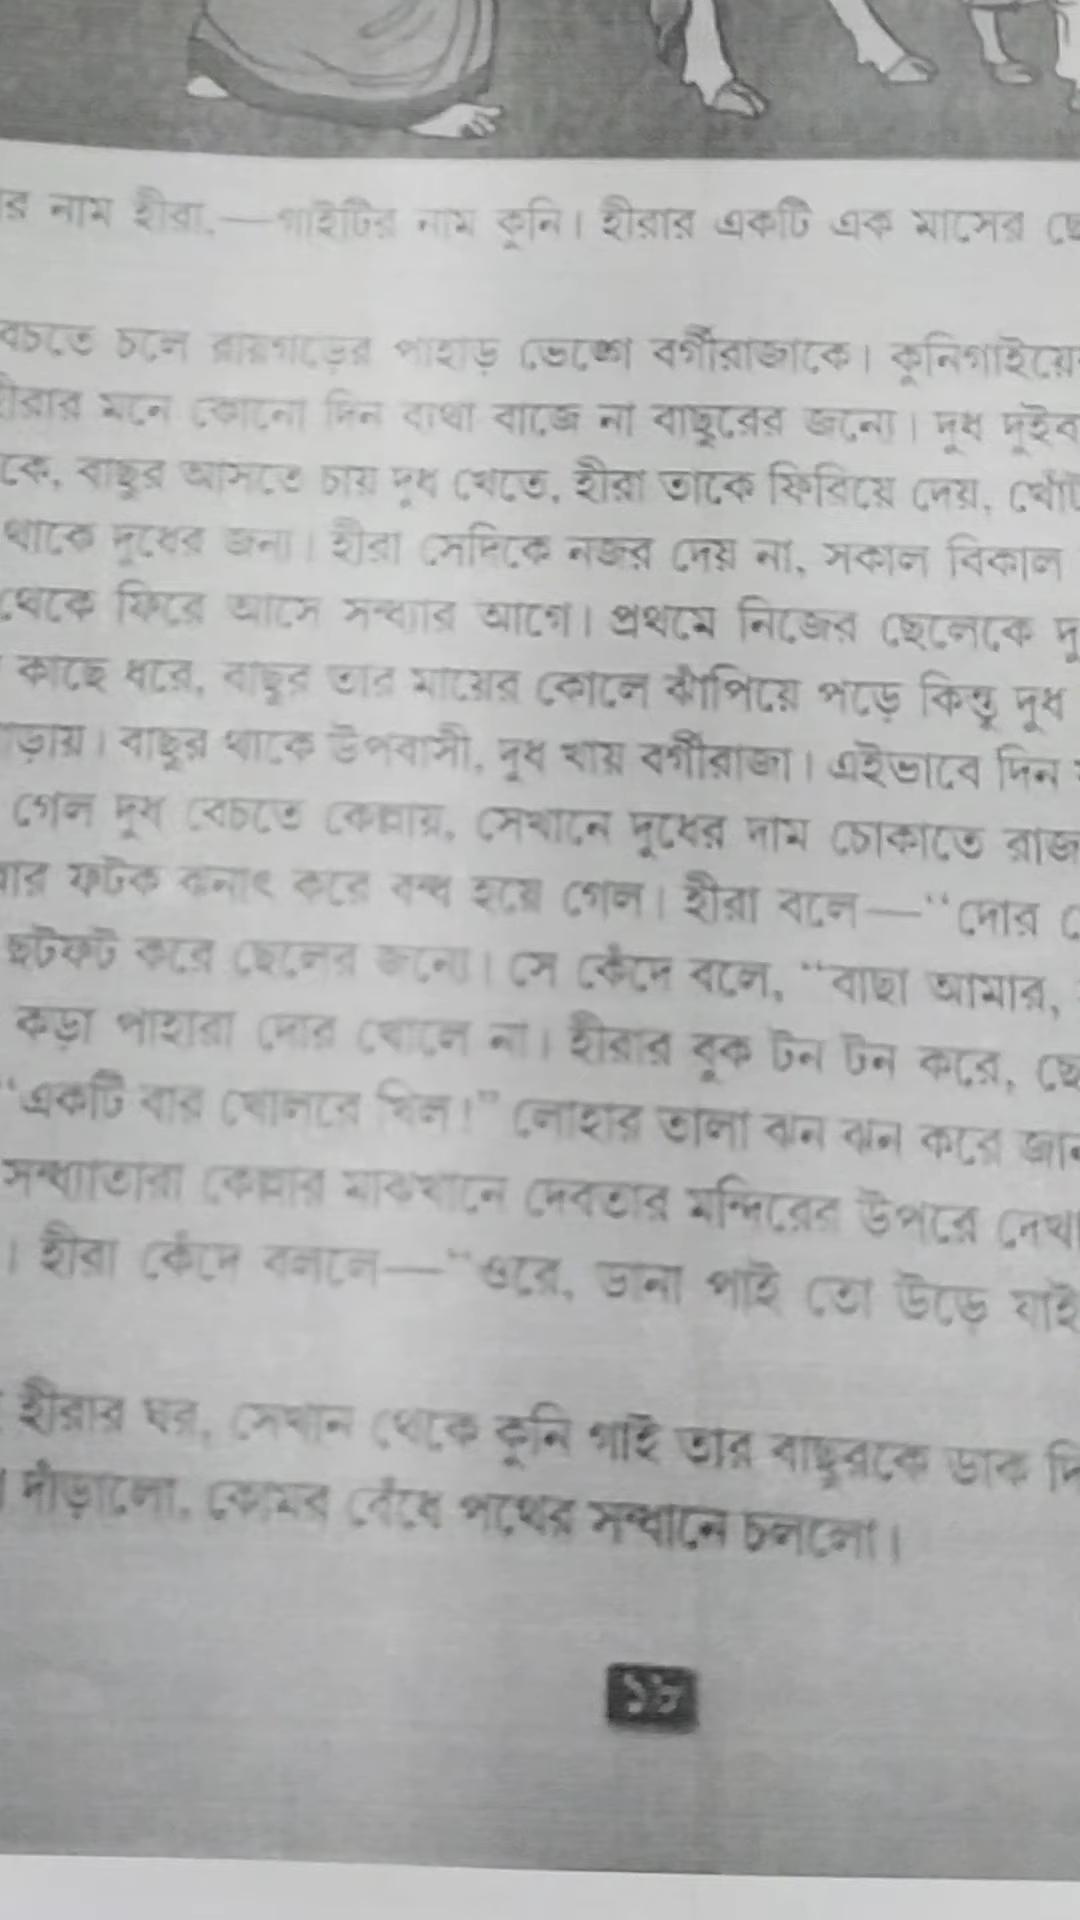 র নাম হীরা,—গাইটির নাম কুনি। হীরার একটি এক মাসের
বেচতে চলে রায়গড়ের পাহাড় ভেঙ্গে বর্গীরাজাকে। কুনিগাইয়ে
হীরার মনে কোনো দিন ব্যথা বাজে না বাছুরের জন্যে। দুধ দুইব
কে, বাছুর আসতে চায় দুধ খেতে, হীরা তাকে ফিরিয়ে দেয়,
থাকে দুধের জন্য। হীরা সেদিকে নজর দেয় না, সকাল বিকাল
থেকে ফিরে আসে সন্ধ্যার আগে। প্রথমে নিজের ছেলেকে দু
কাছে ধরে, বাছুর তার মায়ের কোলে ঝাঁপিয়ে পড়ে কিন্তু দুধ
ড়ায়। বাছুর থাকে উপবাসী, দুধ খায় বর্গীরাজা। এইভাবে দিন
গেল দুধ বেচতে কেল্লায়, সেখানে দুধের দাম চোকাতে রাজ
ার ফটক ঝনাৎ করে বন্ধ হয়ে গেল। হীরা বলে—“দোর
ছটফট করে ছেলের জন্যে। সে কেঁদে বলে, “বাছা আমার,
কড়া পাহারা দোর খোলে না। হীরার বুক টন টন করে, ছে
“একটি বার খোলরে খিল!” লোহার তালা ঝন ঝন করে জান
সন্ধ্যাতারা কেল্লার মাঝখানে দেবতার মন্দিরের উপরে দেখা
। হীরা কেঁদে বললে—“ওরে, ডানা পাই তো উড়ে যাই
হীরার ঘর, সেখান থেকে কুনি গাই তার বাছুরকে ডাক দি
দাঁড়ালো, কোমর বেঁধে পথের সন্ধানে চললো।
১৮